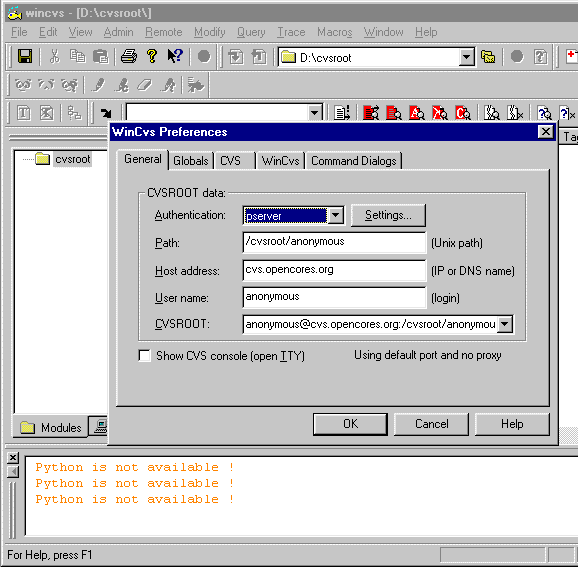 wincvs - [D:\cvsroot\]
File Edit View Admin Remote Modify Query Trace Macros Window Help
D:\cvsroot
WinCvs Preferences
Tag
cvsroot
General Globals CVS WinCvs Command Dialogs
CVSROOT data:
Authentication: pserver Settings...
Path: /cvsroot/anonymous (Unix path)
Host address: cvs.opencores.org (IP or DNS name)
User name: anonymous (login)
CVSROOT: anonymous@cvs.opencores.org:/cvsroot/anonymou
Show CVS console (open TTY) Using default port and no proxy
OK Cancel Help
Modules
Python is not available !
Python is not available !
Python is not available !
For Help, press F1